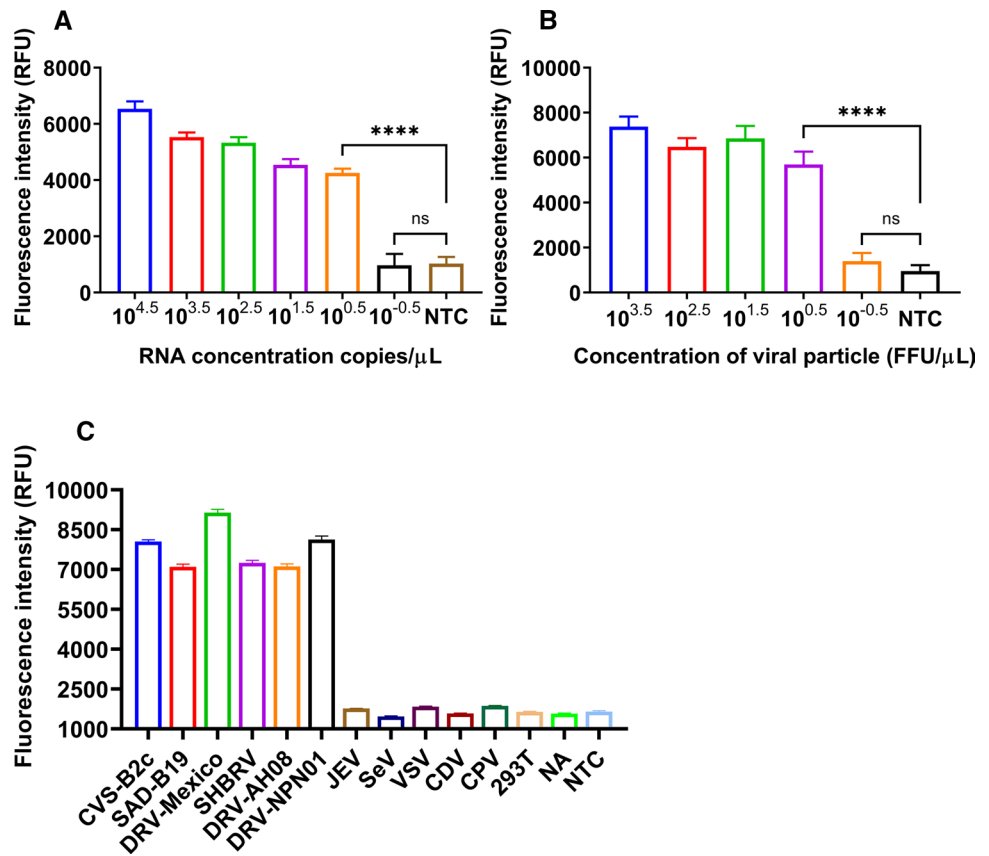 A
Fluorescence intensity (RFU)
8000
6000
4000
2000
0
****
ns
10^4.5 10^3.5 10^2.5 10^1.5 10^0.5 10^-0.5 NTC
RNA concentration copies/μL
B
Fluorescence intensity (RFU)
10000
8000
6000
4000
2000
0
****
ns
10^3.5 10^2.5 10^1.5 10^0.5 10^-0.5 NTC
Concentration of viral particle (FFU/μL)
C
Fluorescence intensity (RFU)
10000
8500
7000
5500
4000
2500
1000
CVS-B2c
SAD-B19
DRV-Mexico
SHBRV
DRV-AH08
DRV-NPN01
JEV
SeV
VSV
CDV
CPV
293T
NA
NTC